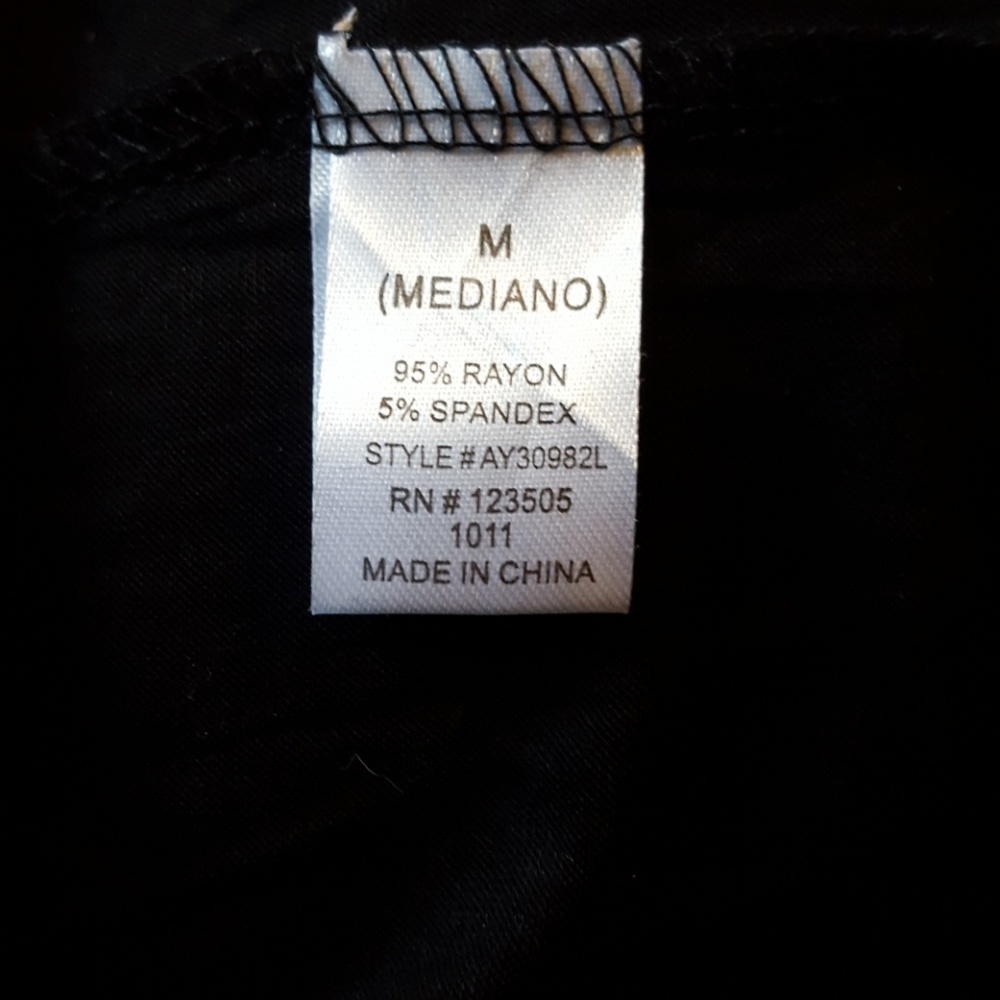 M
(MEDIANO)
95% RAYON
5% SPANDEX
STYLE # AY30982L
RN # 123505
1011
MADE IN CHINA